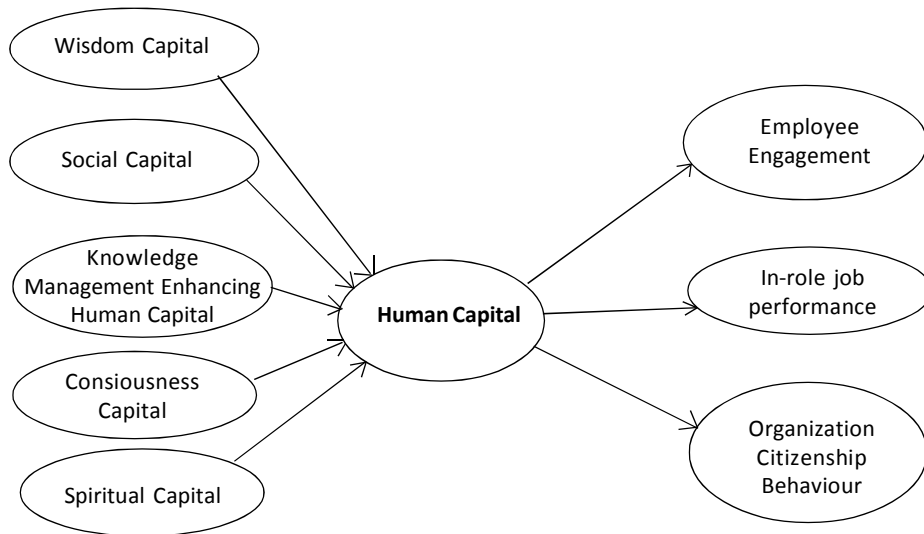 Wisdom Capital
Social Capital
Knowledge
Management Enhancing
Human Capital
Consiousness
Capital
Spiritual Capital
Human Capital
Employee
Engagement
In-role job
performance
Organization
Citizenship
Behaviour